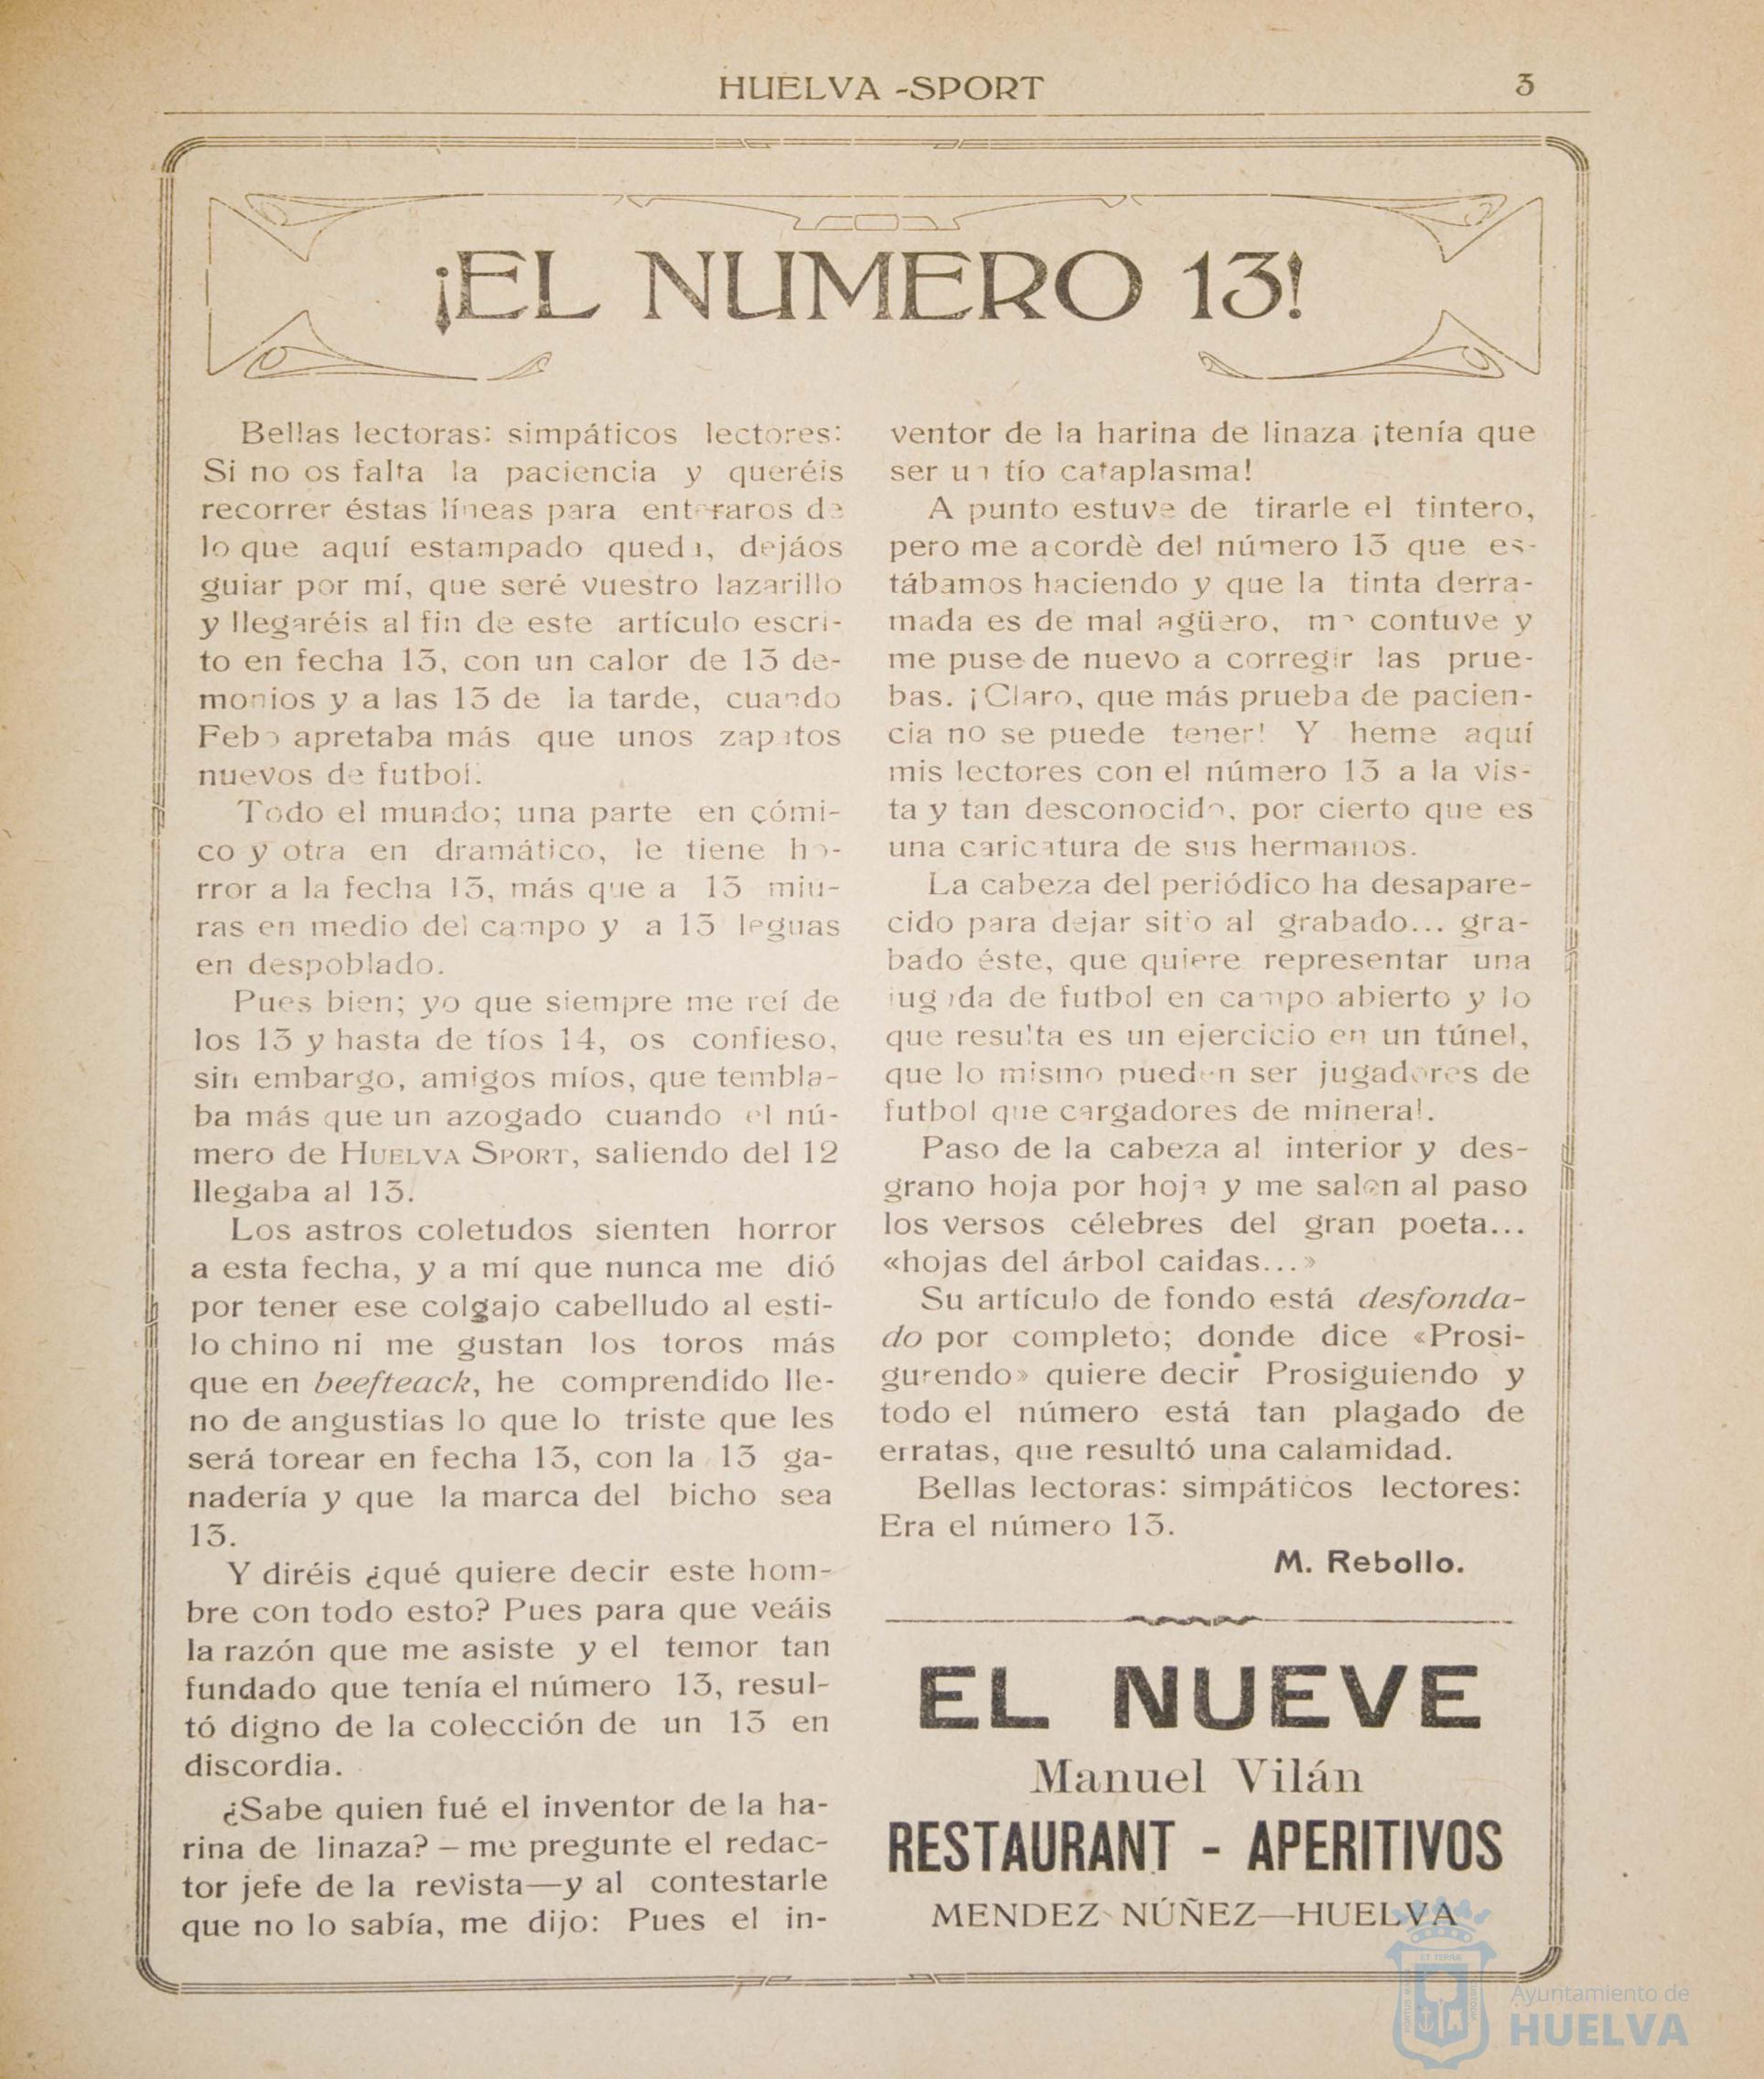 HUELVA -SPORT 3
¡EL NUMERO 13!
Bellas lectoras: simpáticos lectores:
Si no os falta la paciencia y queréis
recorrer éstas líneas para enteraros de
lo que aquí estampado queda, dejáos
guiar por mí, que seré vuestro lazarillo
y llegaréis al fin de este artículo escri-
to en fecha 13, con un calor de 13 de-
monios y a las 13 de la tarde, cuando
Febo apretaba más que unos zapatos
nuevos de futbol.
Todo el mundo; una parte en cómi-
co y otra en dramático, le tiene ho-
rror a la fecha 13, más que a 13 miu-
ras en medio del campo y a 13 leguas
en despoblado.
Pues bien; yo que siempre me reí de
los 13 y hasta de tíos 14, os confieso,
sin embargo, amigos míos, que tembla-
ba más que un azogado cuando el nú-
mero de HUELVA SPORT, saliendo del 12
llegaba al 13.
Los astros coletudos sienten horror
a esta fecha, y a mí que nunca me dió
por tener ese colgajo cabelludo al esti-
lo chino ni me gustan los toros más
que en beefteack, he comprendido lle-
no de angustias lo que lo triste que les
será torear en fecha 13, con la 13 ga-
nadería y que la marca del bicho sea
13.
Y diréis ¿qué quiere decir este hom-
bre con todo esto? Pues para que veáis
la razón que me asiste y el temor tan
fundado que tenía el número 13, resul-
tó digno de la colección de un 13 en
discordia.
¿Sabe quien fué el inventor de la ha-
rina de linaza? – me pregunte el redac-
tor jefe de la revista—y al contestarle
que no lo sabía, me dijo: Pues el in-
ventor de la harina de linaza ¡tenía que
ser un tío cataplasma!
A punto estuve de tirarle el tintero,
pero me acordè del número 13 que es-
tábamos haciendo y que la tinta derra-
mada es de mal agüero, me contuve y
me puse de nuevo a corregir las prue-
bas. ¡Claro, que más prueba de pacien-
cia no se puede tener! Y heme aquí
mis lectores con el número 13 a la vis-
ta y tan desconocido, por cierto que es
una caricatura de sus hermanos.
La cabeza del periódico ha desapare-
cido para dejar sitio al grabado... gra-
bado éste, que quiere representar una
jugada de futbol en campo abierto y lo
que resulta es un ejercicio en un túnel,
que lo mismo pueden ser jugadores de
futbol que cargadores de mineral.
Paso de la cabeza al interior y des-
grano hoja por hoja y me salen al paso
los versos célebres del gran poeta...
«hojas del árbol caidas...»
Su artículo de fondo está desfonda-
do por completo; donde dice «Prosi-
gurendo» quiere decir Prosiguiendo y
todo el número está tan plagado de
erratas, que resultó una calamidad.
Bellas lectoras: simpáticos lectores:
Era el número 13.
M. Rebollo.
EL NUEVE
Manuel Vilán
RESTAURANT - APERITIVOS
MENDEZ NÚÑEZ—HUELVA
Ayuntamiento de
HUELVA